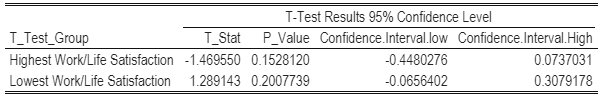 T-Test Results 95% Confidence Level
T_Test_Group T_Stat P_Value Confidence.Interval.low Confidence.Interval.High
Highest Work/Life Satisfaction -1.469550 0.1528120 -0.4480276 0.0737031
Lowest Work/Life Satisfaction 1.289143 0.2007739 -0.0656402 0.3079178